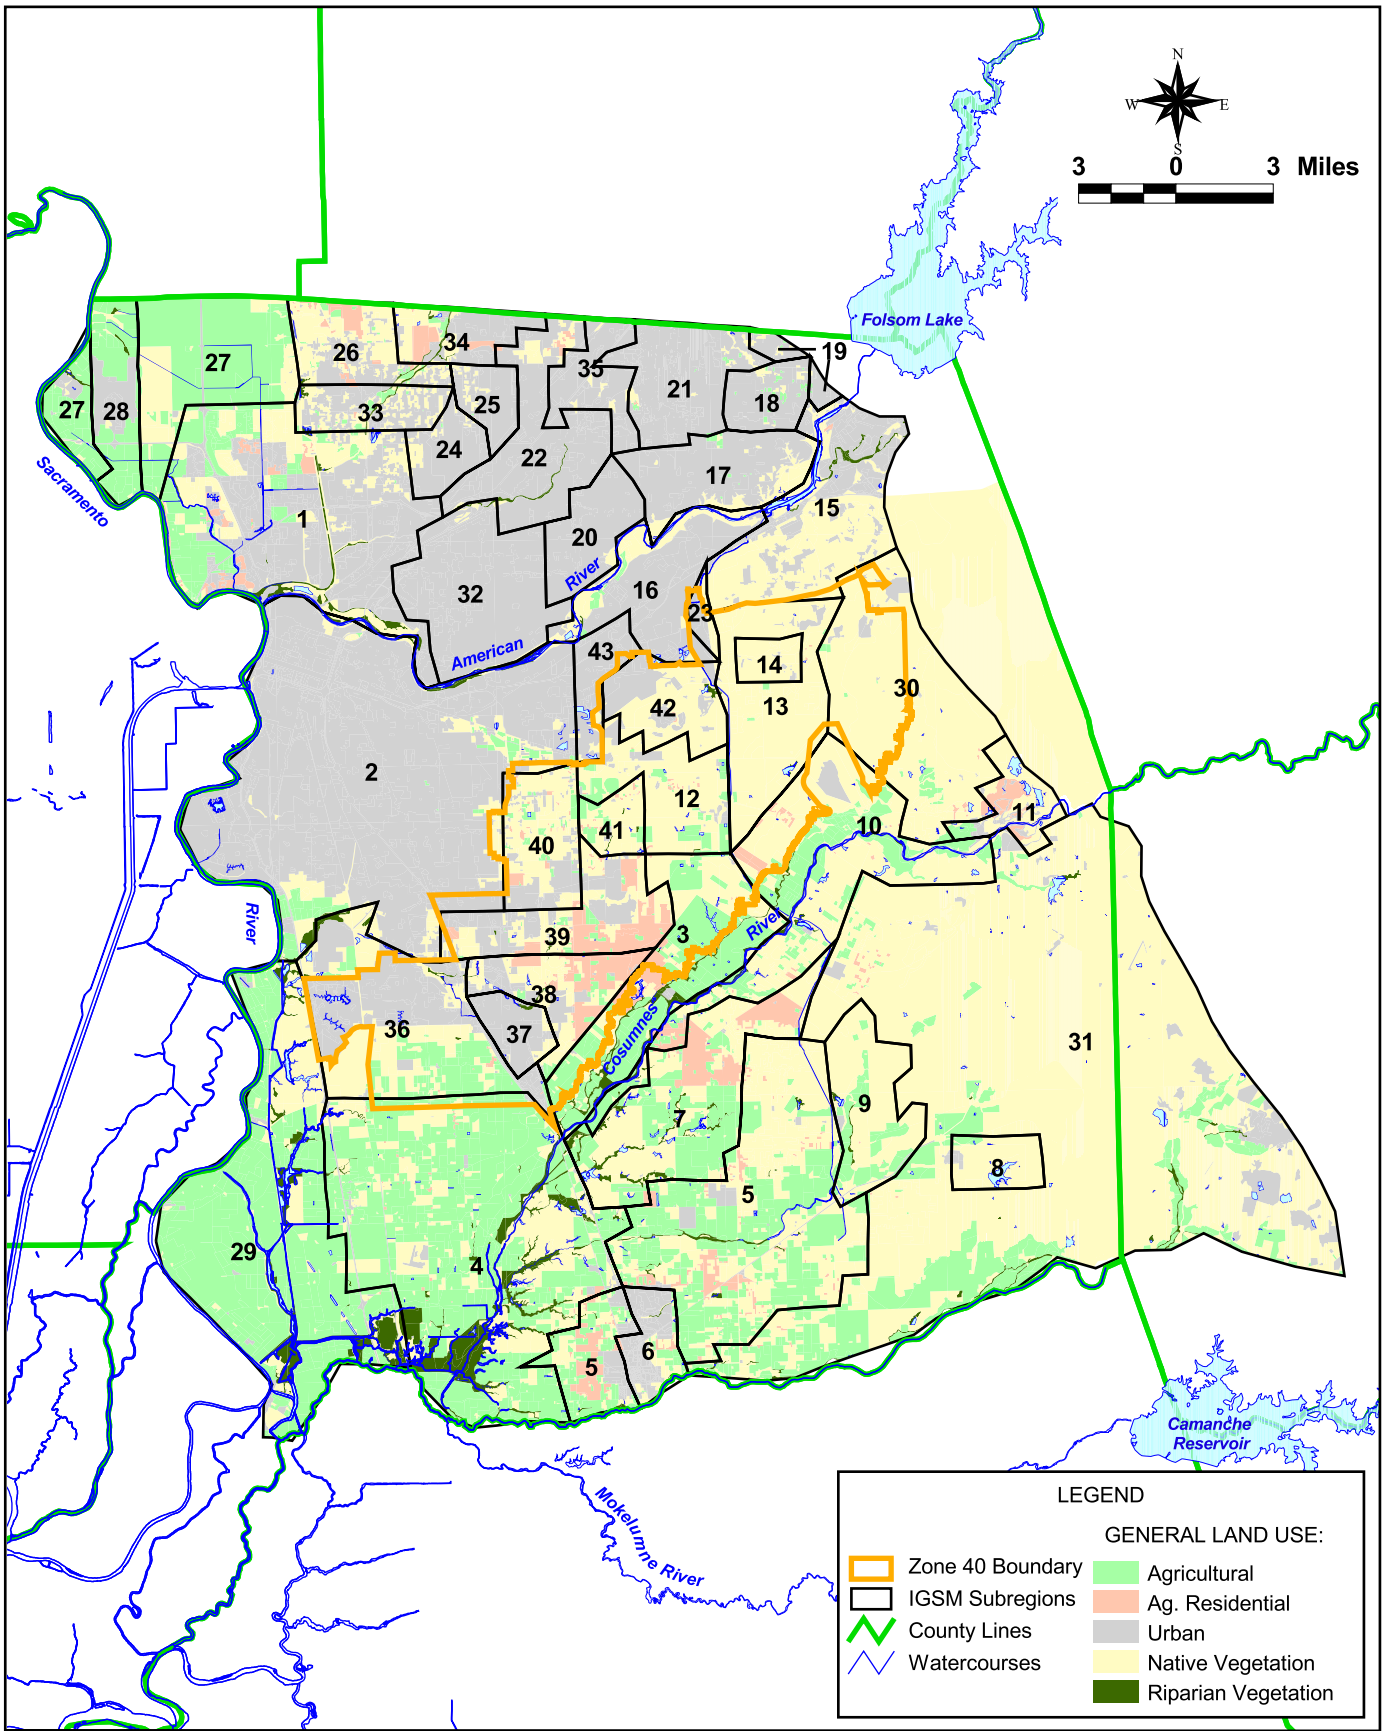 N
W E
S
3 0 3 Miles
Folsom Lake
19
34
26
35
27
21
18
27
28
33
25
24
22
17
Sacramento
15
1
20
River
16
32
23
American
43
14
30
42
13
2
12
11
41
10
40
River
River
39
3
38
36
37
Cosumnes
31
7
9
8
5
29
4
6
5
Camanche
Reservoir
Mokelumne River
LEGEND
GENERAL LAND USE:
Zone 40 Boundary
IGSM Subregions
County Lines
Watercourses
Agricultural
Ag. Residential
Urban
Native Vegetation
Riparian Vegetation